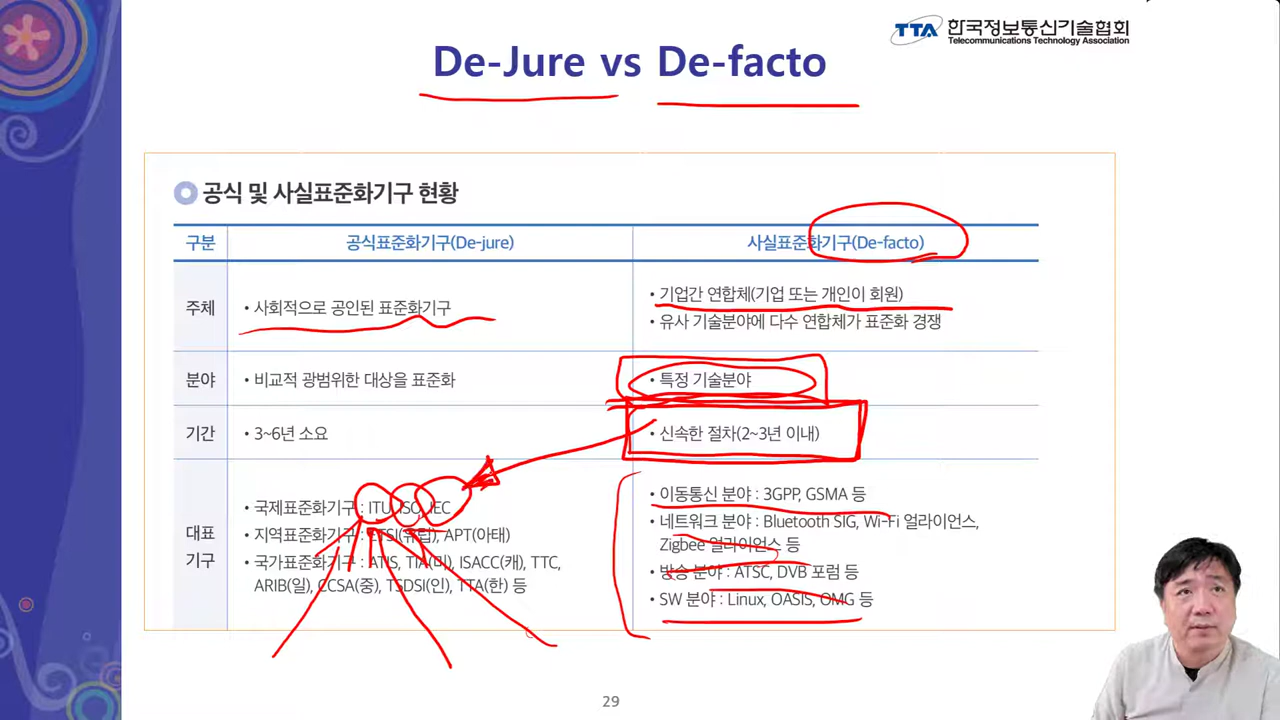 TTA 한국정보통신기술협회
Telecommunications Technology Association
De-Jure vs De-facto
공식 및 사실표준화기구 현황
구분
공식표준화기구(De-jure)
사실표준화기구(De-facto)
주체
• 사회적으로 공인된 표준화기구
• 기업간 연합체(기업 또는 개인이 회원)
• 유사 기술분야에 다수 연합체가 표준화 경쟁
분야
• 비교적 광범위한 대상을 표준화
• 특정 기술분야
기간
• 3~6년 소요
• 신속한 절차(2~3년 이내)
대표
기구
• 국제표준화기구 : ITU, ISO, IEC
• 지역표준화기구 : ETSI(유럽), APT(아태)
• 국가표준화기구 : ATIS, TIA(미), ISACC(캐), TTC,
ARIB(일), CCSA(중), TSDSI(인), TTA(한) 등
• 이동통신 분야 : 3GPP, GSMA 등
• 네트워크 분야 : Bluetooth SIG, Wi-Fi 얼라이언스,
Zigbee 얼라이언스 등
• 방송 분야 : ATSC, DVB 포럼 등
• SW 분야 : Linux, OASIS, OMG 등
29